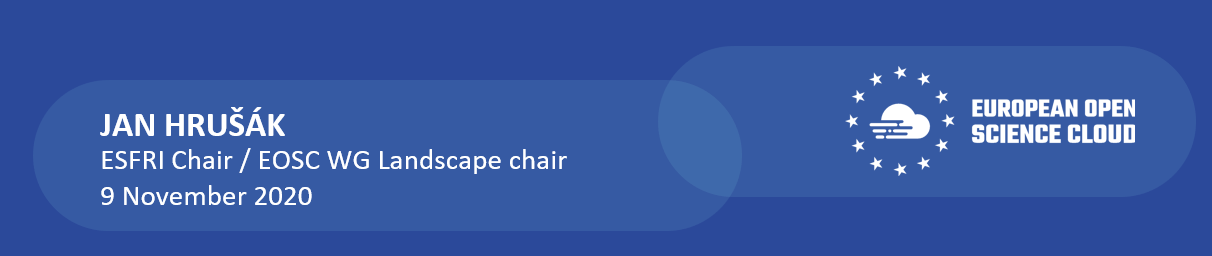 JAN HRUŠÁK
ESFRI Chair / EOSC WG Landscape chair
9 November 2020
EUROPEAN OPEN
SCIENCE CLOUD